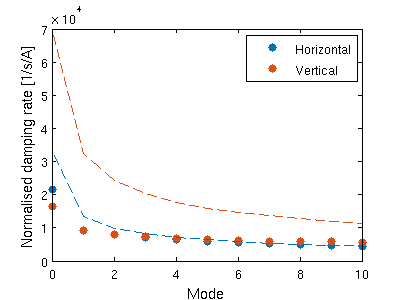 × 10⁴
7
6
5
4
3
2
1
0
0 2 4 6 8 10
Normalised damping rate [1/s/A]
Mode
Horizontal
Vertical